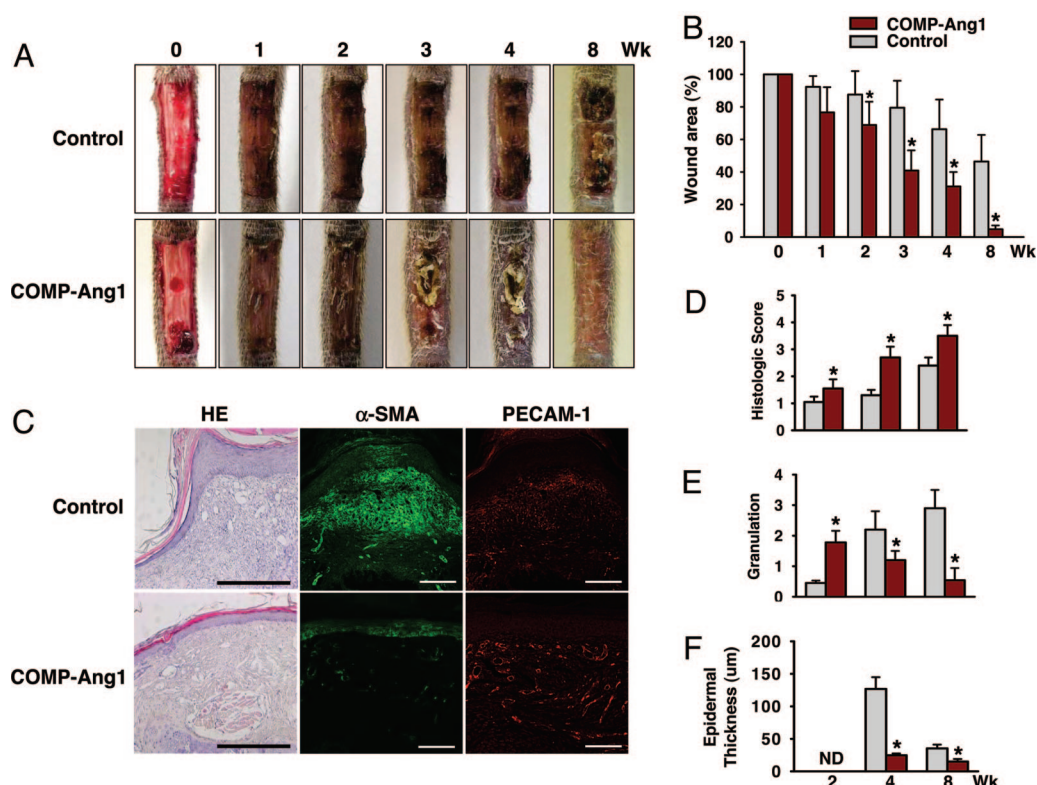 A
0 1 2 3 4 8 Wk
Control
COMP-Ang1
B
COMP-Ang1
Control
Wound area (%)
120
100
80
60
40
20
0
* * * *
0 1 2 3 4 8 Wk
C
HE α-SMA PECAM-1
Control
COMP-Ang1
D
Histologic Score
5
4
3
2
1
0
* * *
E
Granulation
4
3
2
1
0
* * *
F
Epidermal
Thickness (um)
200
150
100
50
0
ND * *
2 4 8 Wk